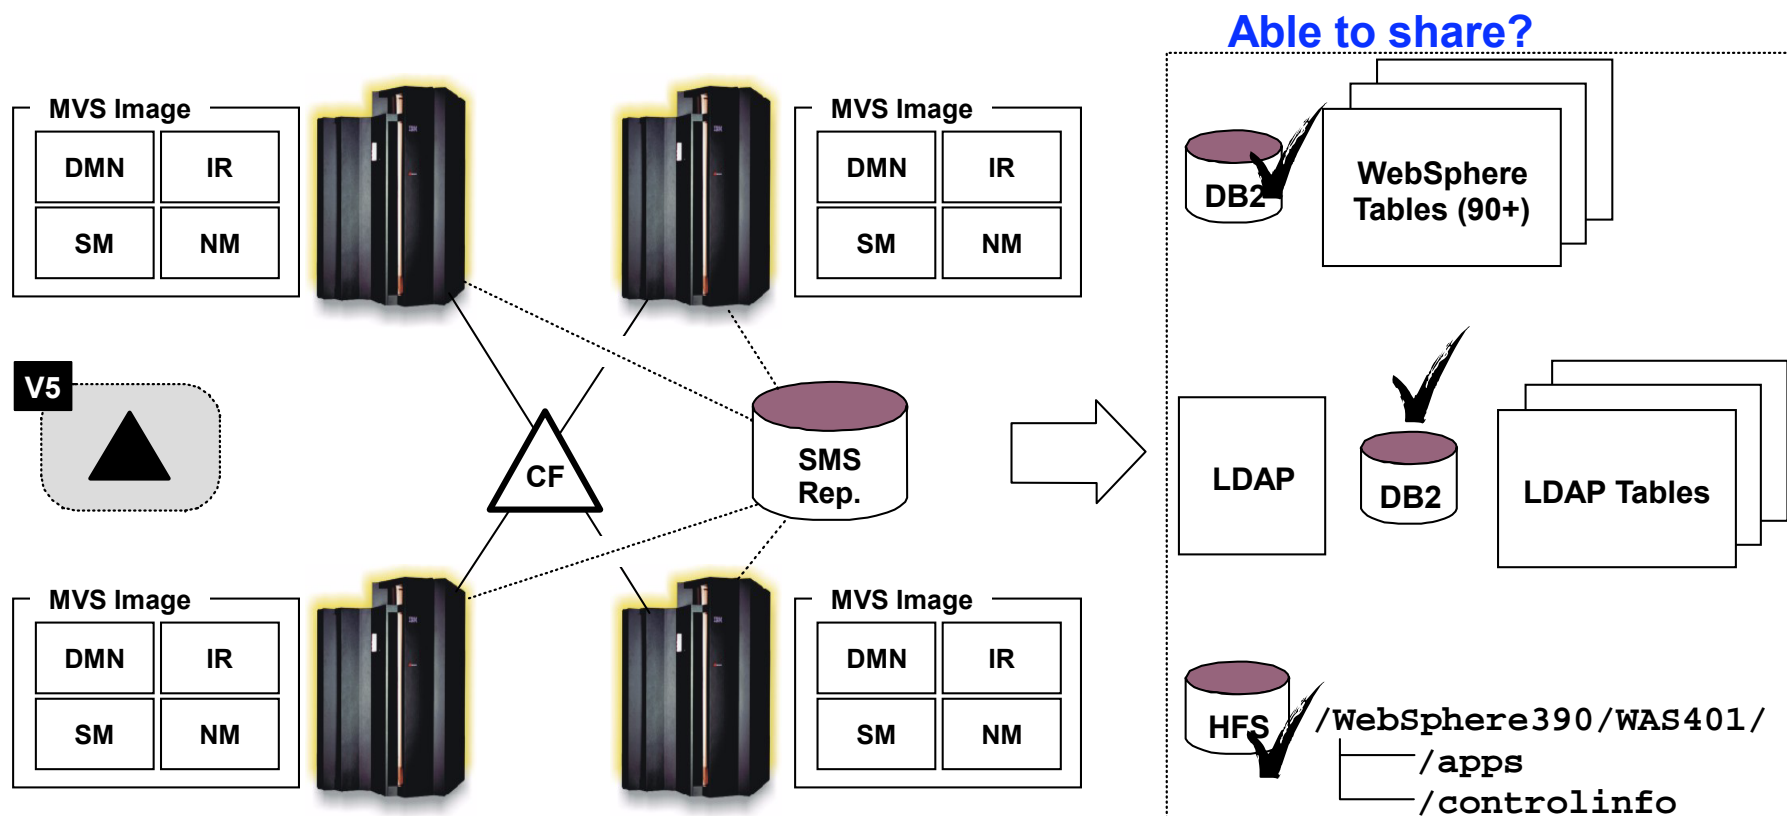 Able to share?
MVS Image
DMN
IR
SM
NM
MVS Image
DMN
IR
SM
NM
DB2
WebSphere
Tables (90+)
V5
CF
SMS
Rep.
LDAP
DB2
LDAP Tables
MVS Image
DMN
IR
SM
NM
MVS Image
DMN
IR
SM
NM
HFS
/WebSphere390/WAS401/
/apps
/controlinfo